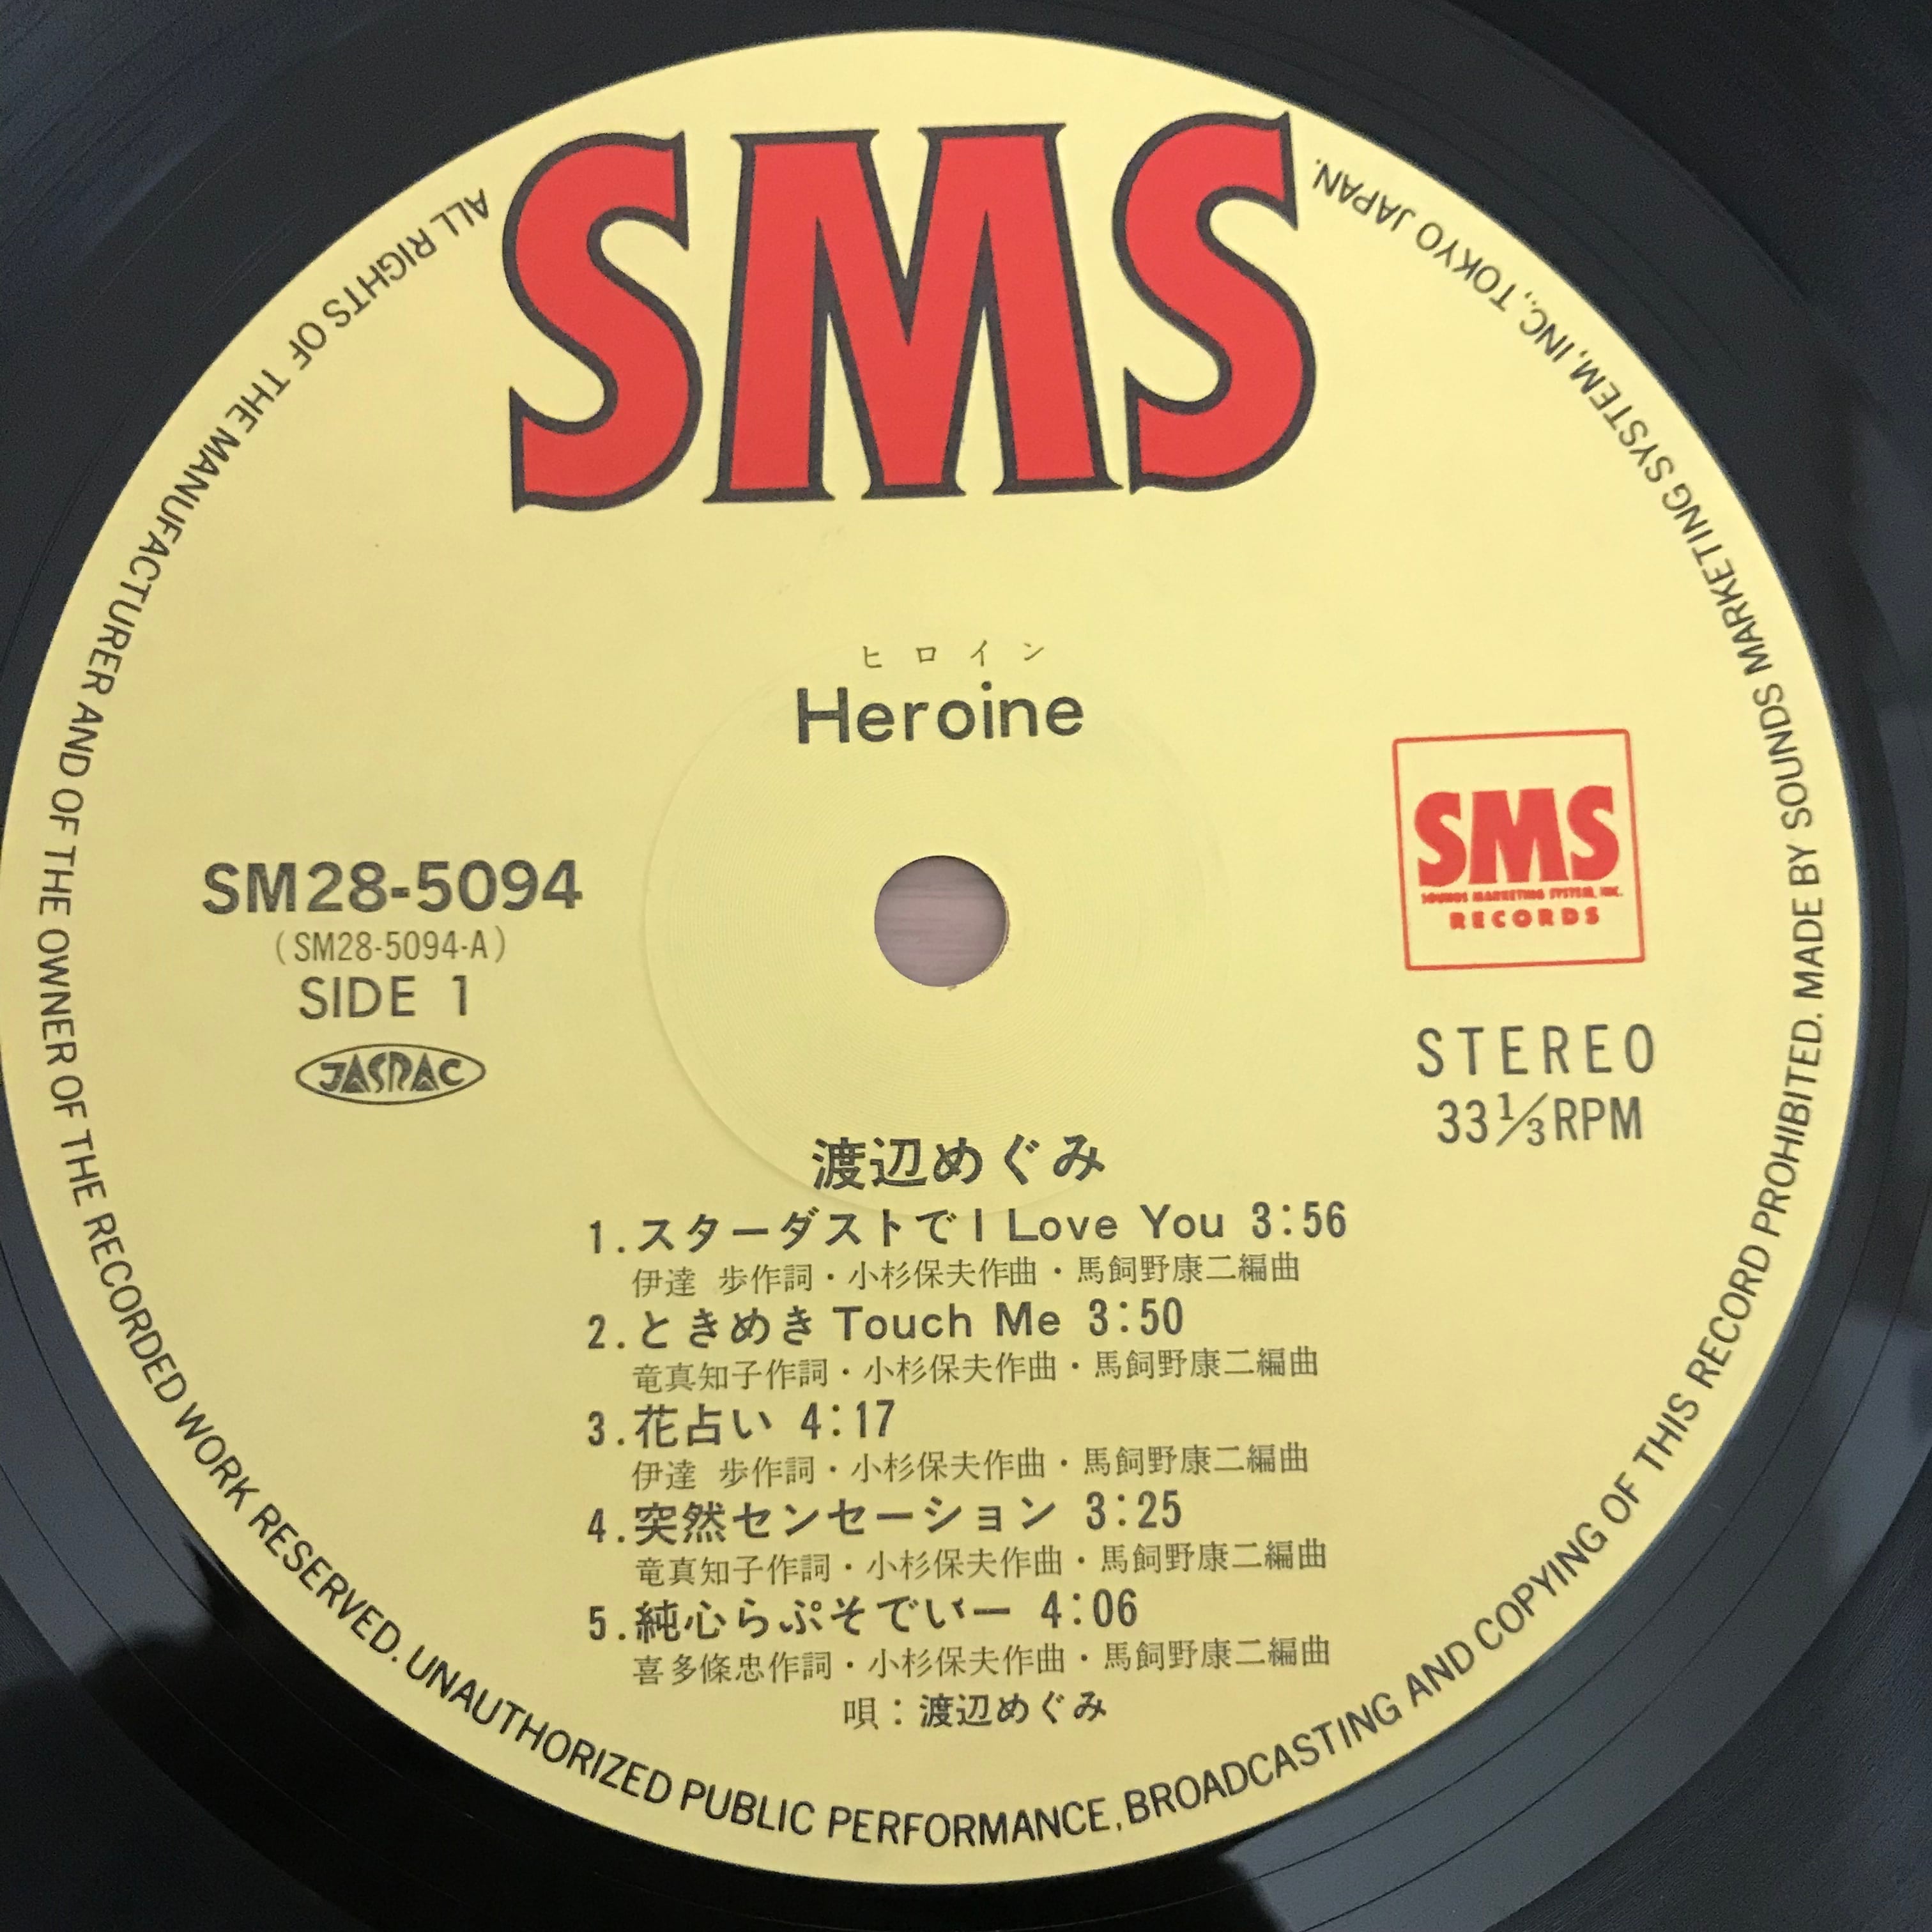 SMS
ヒロイン
Heroine
SM28-5094
(SM28-5094-A)
SIDE 1
JASRAC
SMS
SOUNDS MARKETING SYSTEM, INC.
RECORDS
STEREO
33 1/3 RPM
渡辺めぐみ
1.スターダストでI Love You 3:56
伊達 歩作詞・小杉保夫作曲・馬飼野康二編曲
2.ときめき Touch Me 3:50
竜真知子作詞・小杉保夫作曲・馬飼野康二編曲
3.花占い 4:17
伊達 歩作詞・小杉保夫作曲・馬飼野康二編曲
4.突然センセーション 3:25
竜真知子作詞・小杉保夫作曲・馬飼野康二編曲
5.純心らぷそでぃー 4:06
喜多條忠作詞・小杉保夫作曲・馬飼野康二編曲
唄：渡辺めぐみ
ALL RIGHTS OF THE MANUFACTURER AND OF THE OWNER OF THE RECORDED WORK RESERVED. UNAUTHORIZED PUBLIC PERFORMANCE, BROADCASTING AND COPYING OF THIS RECORD PROHIBITED. MADE BY SOUNDS MARKETING SYSTEM, INC., TOKYO JAPAN.